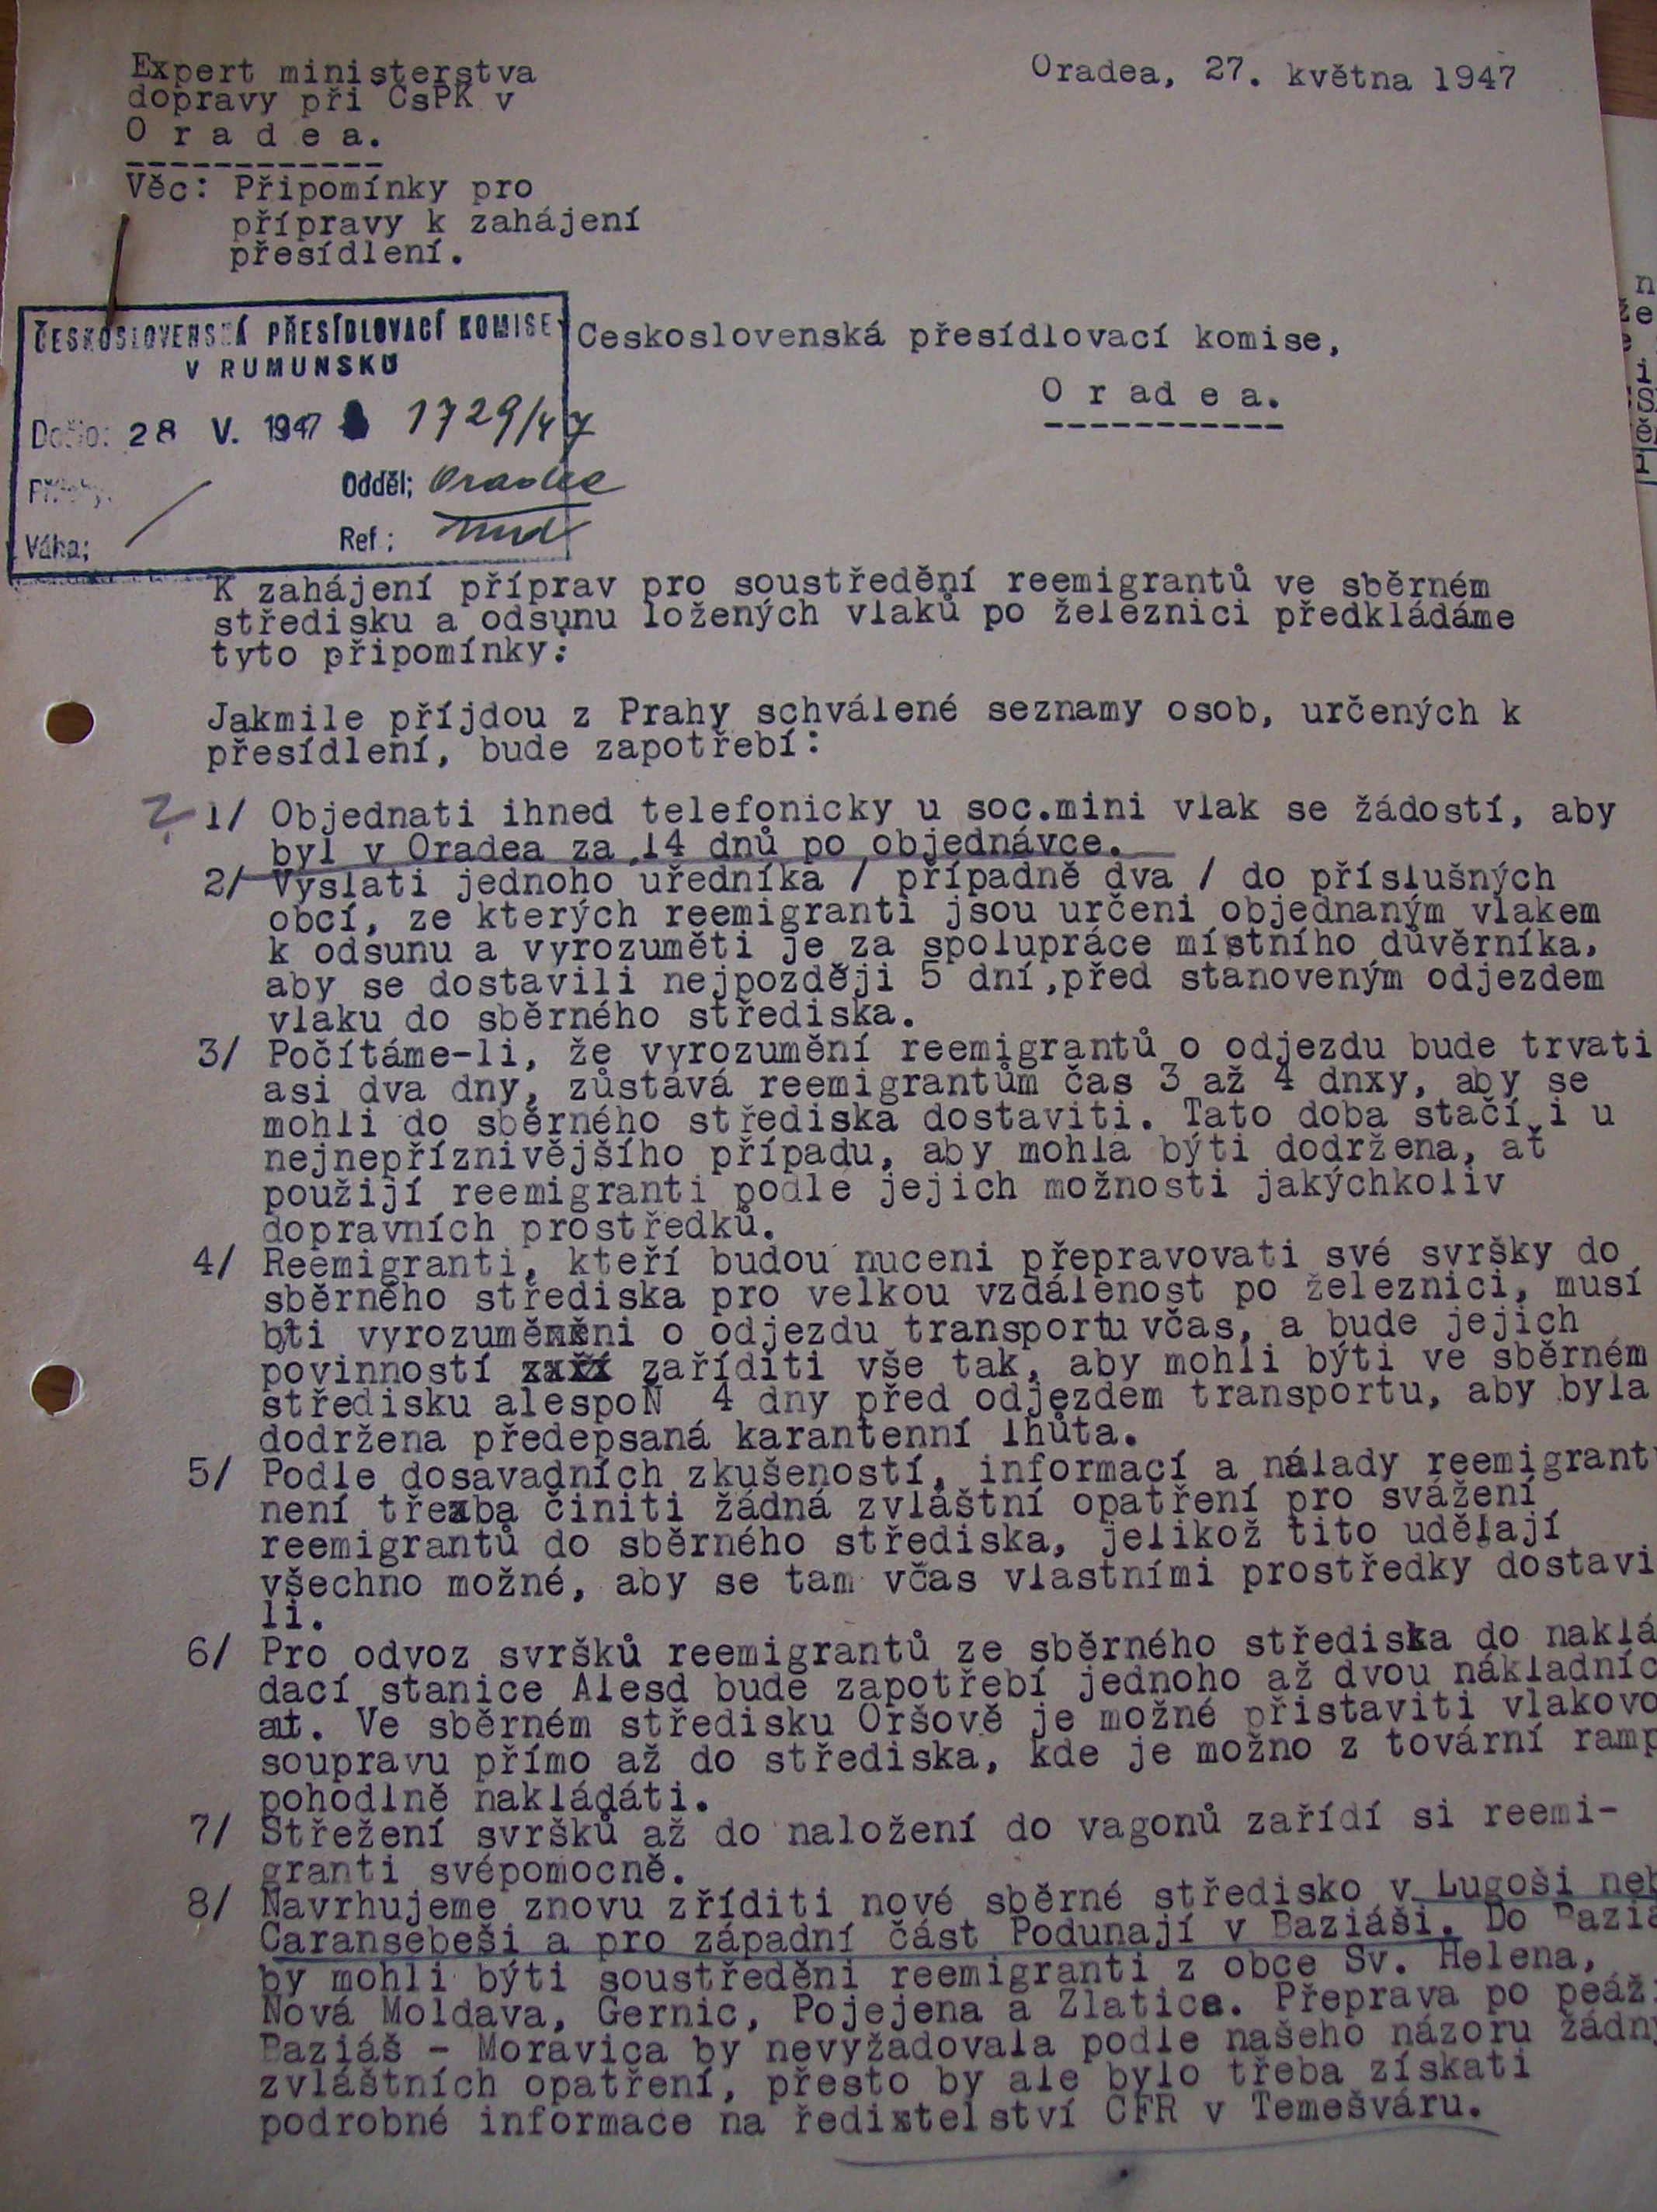 Expert ministerstva
dopravy při ČsPK v
O r a d e a.
------------
Oradea, 27. května 1947
Věc: Připomínky pro
přípravy k zahájení
přesídlení.
ČESKOSLOVENSKÁ PŘESÍDLOVACÍ KOMISE
V RUMUNSKU
Došlo: 28 V. 1947 1729/47
Přílohy:
Odděl; Oradea
Váha;
Ref;
Československá přesídlovací komise,
O r ad e a.
-----------
K zahájení příprav pro soustředění reemigrantů ve sběrném
středisku a odsunu ložených vlaků po železnici předkládáme
tyto připomínky:
Jakmile příjdou z Prahy schválené seznamy osob, určených k
přesídlení, bude zapotřebí:
? 1/ Objednati ihned telefonicky u soc.mini vlak se žádostí, aby
byl v Oradea za 14 dnů po objednávce.
2/ Vyslati jednoho uředníka / případně dva / do příslušných
obcí, ze kterých reemigranti jsou určeni objednaným vlakem
k odsunu a vyrozuměti je za spolupráce místního důvěrníka,
aby se dostavili nejpozději 5 dní,před stanoveným odjezdem
vlaku do sběrného střediska.
3/ Počítáme-li, že vyrozumění reemigrantů o odjezdu bude trvati
asi dva dny, zůstává reemigrantům čas 3 až 4 dnxy, aby se
mohli do sběrného střediska dostaviti. Tato doba stačí i u
nejnepříznivějšího případu, aby mohla býti dodržena, ať
použijí reemigranti podle jejich možnosti jakýchkoliv
dopravních prostředků.
4/ Reemigranti, kteří budou nuceni přepravovati své svršky do
sběrného střediska pro velkou vzdálenost po železnici, musí
býti vyrozuměni o odjezdu transportu včas, a bude jejich
povinností zaříditi vše tak, aby mohli býti ve sběrném
středisku alespoŇ 4 dny před odjezdem transportu, aby byla
dodržena předepsaná karantenní lhůta.
5/ Podle dosavadních zkušeností, informací a nálady reemigrant
není třexba činiti žádná zvláštní opatření pro svážení
reemigrantů do sběrného střediska, jelikož tito udělají
všechno možné, aby se tam včas vlastními prostředky dostavi
li.
6/ Pro odvoz svršků reemigrantů ze sběrného střediska do naklá
dací stanice Alesd bude zapotřebí jednoho až dvou nákladníc
aut. Ve sběrném středisku Oršově je možné přistaviti vlakovo
soupravu přímo až do střediska, kde je možno z tovární ramp
pohodlně nakládáti.
7/ Střežení svršků až do naložení do vagonů zařídí si reemi-
granti svépomocně.
8/ Navrhujeme znovu zříditi nové sběrné středisko v Lugoši neb
Caransebeši a pro západní část Podunají v Baziáši. Do Baziá
by mohli býti soustředěni reemigranti z obce Sv. Helena,
Nová Moldava, Gernic, Pojejena a Zlatice. Přeprava po peáži
Baziáš - Moravica by nevyžadovala podle našeho názoru žádný
zvláštních opatření, přesto by ale bylo třeba získati
podrobné informace na ředixtelství CFR v Temešváru.